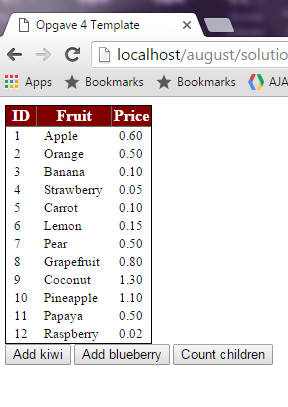 Opgave 4 Template
localhost/august/solutio
Apps Bookmarks Bookmarks AJA
ID Fruit Price
1 Apple 0.60
2 Orange 0.50
3 Banana 0.10
4 Strawberry 0.05
5 Carrot 0.10
6 Lemon 0.15
7 Pear 0.50
8 Grapefruit 0.80
9 Coconut 1.30
10 Pineapple 1.10
11 Papaya 0.50
12 Raspberry 0.02
Add kiwi Add blueberry Count children